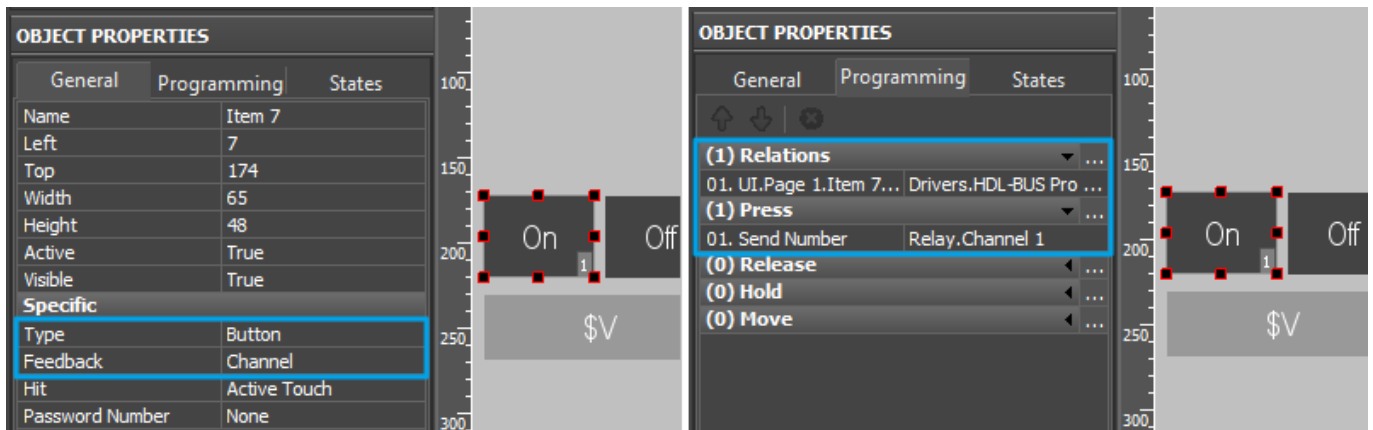 OBJECT PROPERTIES
General Programming States
Name Item 7
Left 7
Top 174
Width 65
Height 48
Active True
Visible True
Specific
Type Button
Feedback Channel
Hit Active Touch
Password Number None
100
150
200
250
300
On Off
1
$V
OBJECT PROPERTIES
General Programming States
(1) Relations ...
01. UI.Page 1.Item 7... Drivers.HDL-BUS Pro ...
(1) Press ...
01. Send Number Relay.Channel 1
(0) Release ...
(0) Hold ...
(0) Move ...
100
150
200
250
300
On Off
1
$V